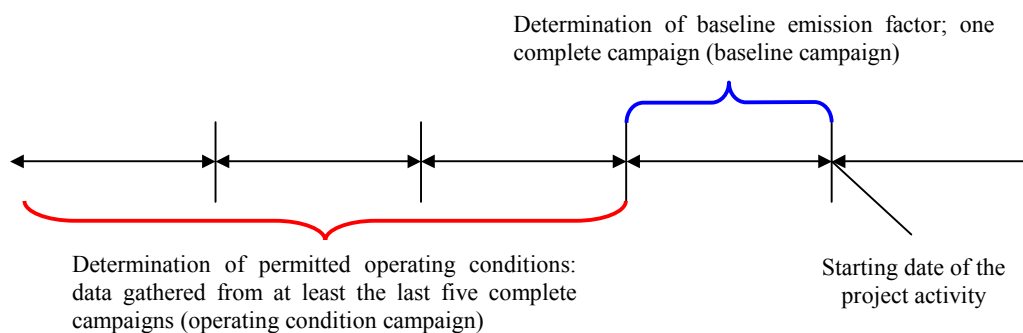 Determination of baseline emission factor; one
complete campaign (baseline campaign)
Determination of permitted operating conditions:
data gathered from at least the last five complete
campaigns (operating condition campaign)
Starting date of the
project activity